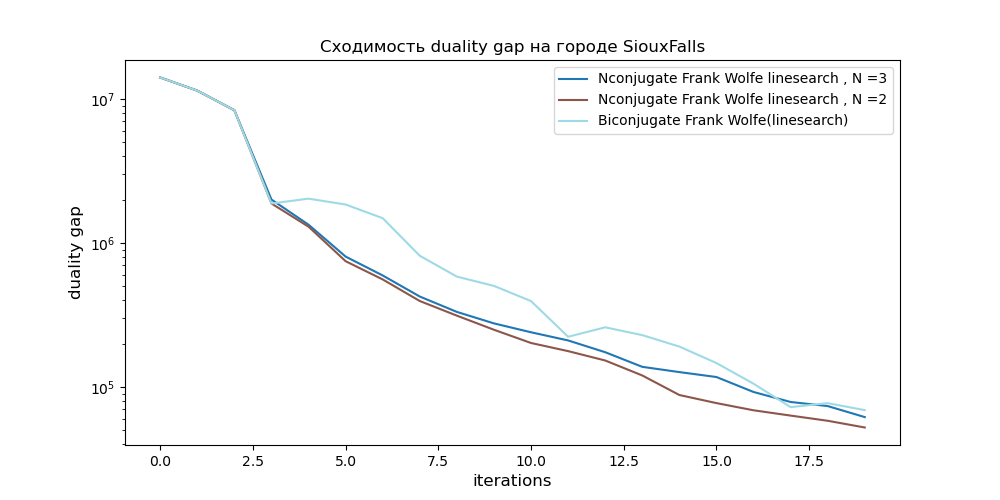 Сходимость duality gap на городе SiouxFalls
Nconjugate Frank Wolfe linesearch , N =3
Nconjugate Frank Wolfe linesearch , N =2
Biconjugate Frank Wolfe(linesearch)
duality gap
10⁷
10⁶
10⁵
0.0 2.5 5.0 7.5 10.0 12.5 15.0 17.5
iterations